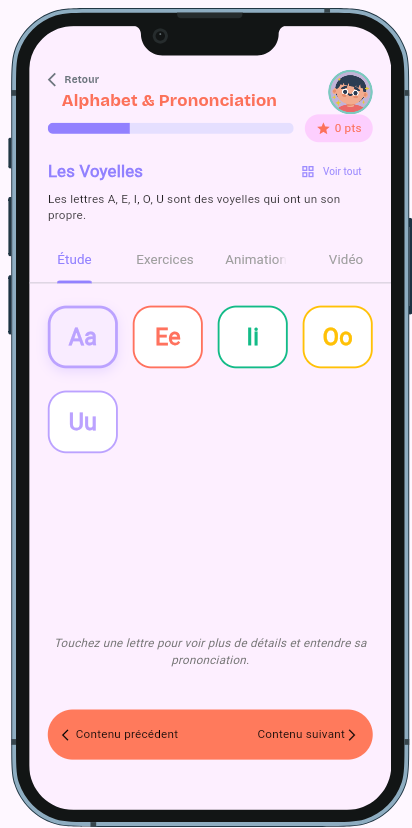 Retour
Alphabet & Prononciation
0 pts
Les Voyelles
Voir tout
Les lettres A, E, I, O, U sont des voyelles qui ont un son
propre.
Étude
Exercices
Animation
Vidéo
Aa
Ee
Ii
Oo
Uu
Touchez une lettre pour voir plus de détails et entendre sa
prononciation.
Contenu précédent
Contenu suivant